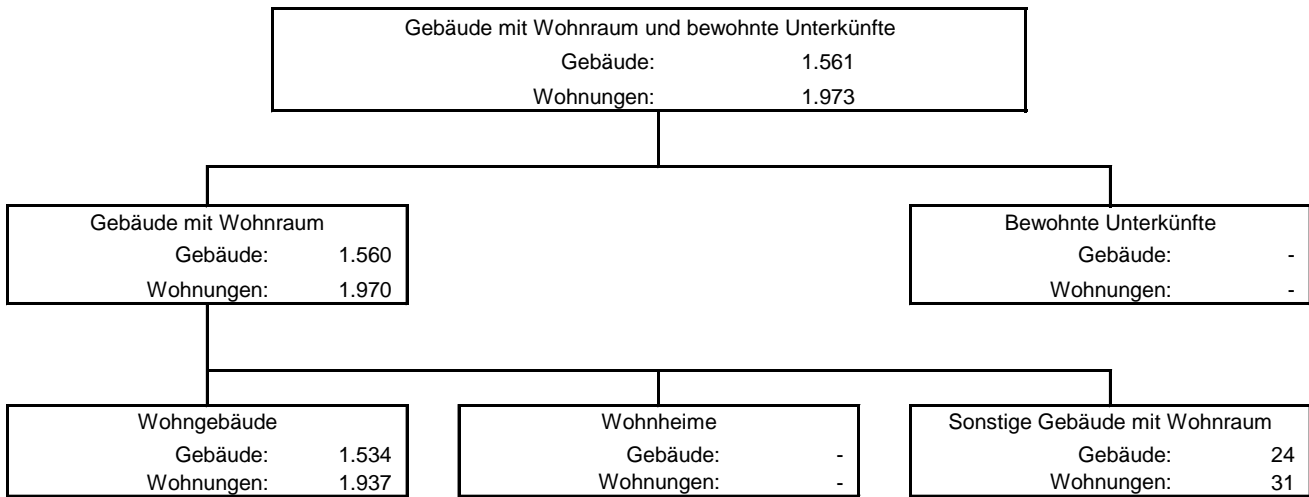 Gebäude mit Wohnraum und bewohnte Unterkünfte
Gebäude: 1.561
Wohnungen: 1.973
Gebäude mit Wohnraum
Gebäude: 1.560
Wohnungen: 1.970
Bewohnte Unterkünfte
Gebäude: -
Wohnungen: -
Wohngebäude
Gebäude: 1.534
Wohnungen: 1.937
Wohnheime
Gebäude: -
Wohnungen: -
Sonstige Gebäude mit Wohnraum
Gebäude: 24
Wohnungen: 31